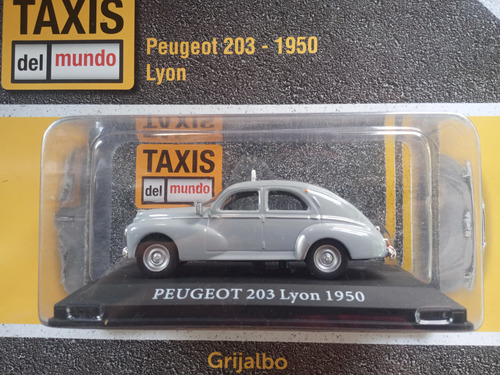 TAXIS
del mundo
Peugeot 203 - 1950
Lyon
TAXIS
del mundo
PEUGEOT 203 Lyon 1950
Grijalbo